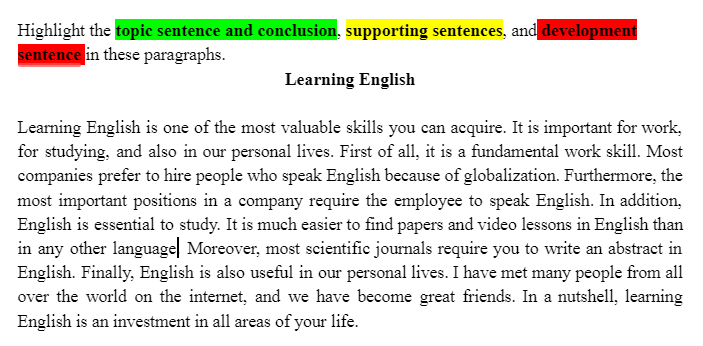 Highlight the topic sentence and conclusion, supporting sentences, and development
sentence in these paragraphs.
Learning English
Learning English is one of the most valuable skills you can acquire. It is important for work,
for studying, and also in our personal lives. First of all, it is a fundamental work skill. Most
companies prefer to hire people who speak English because of globalization. Furthermore, the
most important positions in a company require the employee to speak English. In addition,
English is essential to study. It is much easier to find papers and video lessons in English than
in any other language Moreover, most scientific journals require you to write an abstract in
English. Finally, English is also useful in our personal lives. I have met many people from all
over the world on the internet, and we have become great friends. In a nutshell, learning
English is an investment in all areas of your life.